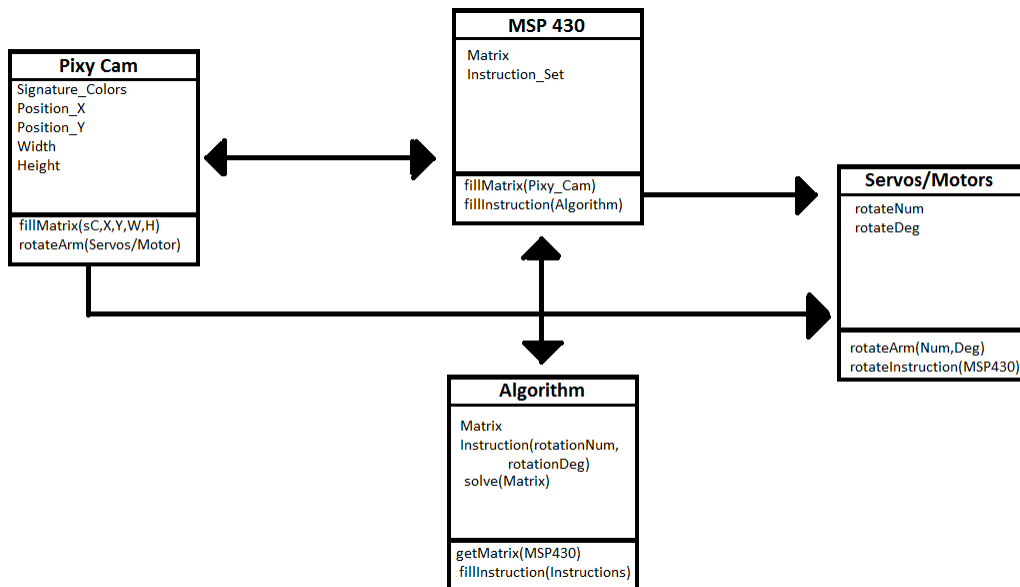 Pixy Cam
Signature_Colors
Position_X
Position_Y
Width
Height
fillMatrix(sC,X,Y,W,H)
rotateArm(Servos/Motor)
MSP 430
Matrix
Instruction_Set
fillMatrix(Pixy_Cam)
fillInstruction(Algorithm)
Servos/Motors
rotateNum
rotateDeg
rotateArm(Num,Deg)
rotateInstruction(MSP430)
Algorithm
Matrix
Instruction(rotationNum,
rotationDeg)
solve(Matrix)
getMatrix(MSP430)
fillInstruction(Instructions)